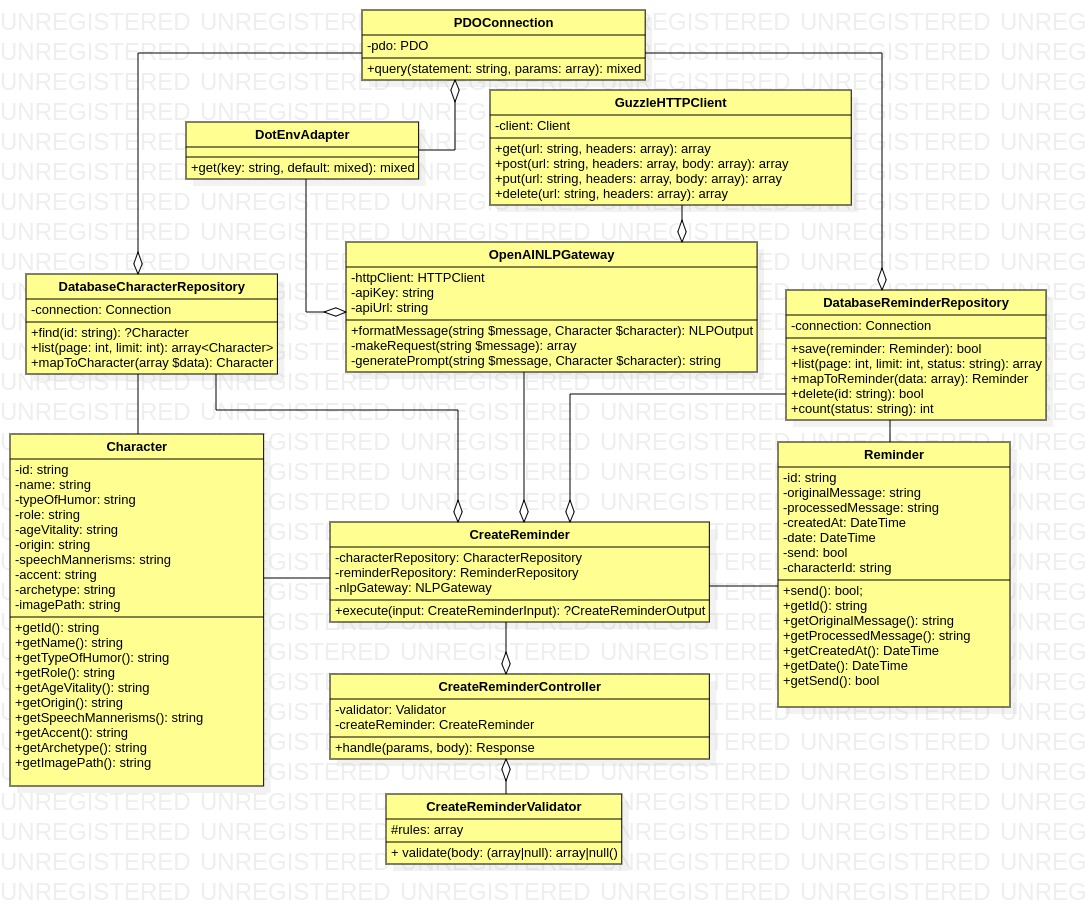 PDOConnection
-pdo: PDO
+query(statement: string, params: array): mixed
GuzzleHTTPClient
-client: Client
+get(url: string, headers: array): array
+post(url: string, headers: array, body: array): array
+put(url: string, headers: array, body: array): array
+delete(url: string, headers: array): array
DotEnvAdapter
+get(key: string, default: mixed): mixed
OpenAINLPGateway
-httpClient: HTTPClient
-apiKey: string
-apiUrl: string
+formatMessage(string $message, Character $character): NLPOutput
-makeRequest(string $message): array
-generatePrompt(string $message, Character $character): string
DatabaseCharacterRepository
-connection: Connection
+find(id: string): ?Character
+list(page: int, limit: int): array<Character>
+mapToCharacter(array $data): Character
DatabaseReminderRepository
-connection: Connection
+save(reminder: Reminder): bool
+list(page: int, limit: int, status: string): array
+mapToReminder(data: array): Reminder
+delete(id: string): bool
+count(status: string): int
Character
-id: string
-name: string
-typeOfHumor: string
-role: string
-ageVitality: string
-origin: string
-speechMannerisms: string
-accent: string
-archetype: string
-imagePath: string
+getId(): string
+getName(): string
+getTypeOfHumor(): string
+getRole(): string
+getAgeVitality(): string
+getOrigin(): string
+getSpeechMannerisms(): string
+getAccent(): string
+getArchetype(): string
+getImagePath(): string
Reminder
-id: string
-originalMessage: string
-processedMessage: string
-createdAt: DateTime
-date: DateTime
-send: bool
-characterId: string
+send(): bool;
+getId(): string
+getOriginalMessage(): string
+getProcessedMessage(): string
+getCreatedAt(): DateTime
+getDate(): DateTime
+getSend(): bool
CreateReminder
-characterRepository: CharacterRepository
-reminderRepository: ReminderRepository
-nlpGateway: NLPGateway
+execute(input: CreateReminderInput): ?CreateReminderOutput
CreateReminderController
-validator: Validator
-createReminder: CreateReminder
+handle(params, body): Response
CreateReminderValidator
#rules: array
+ validate(body: (array|null): array|null()
UNREGISTERED